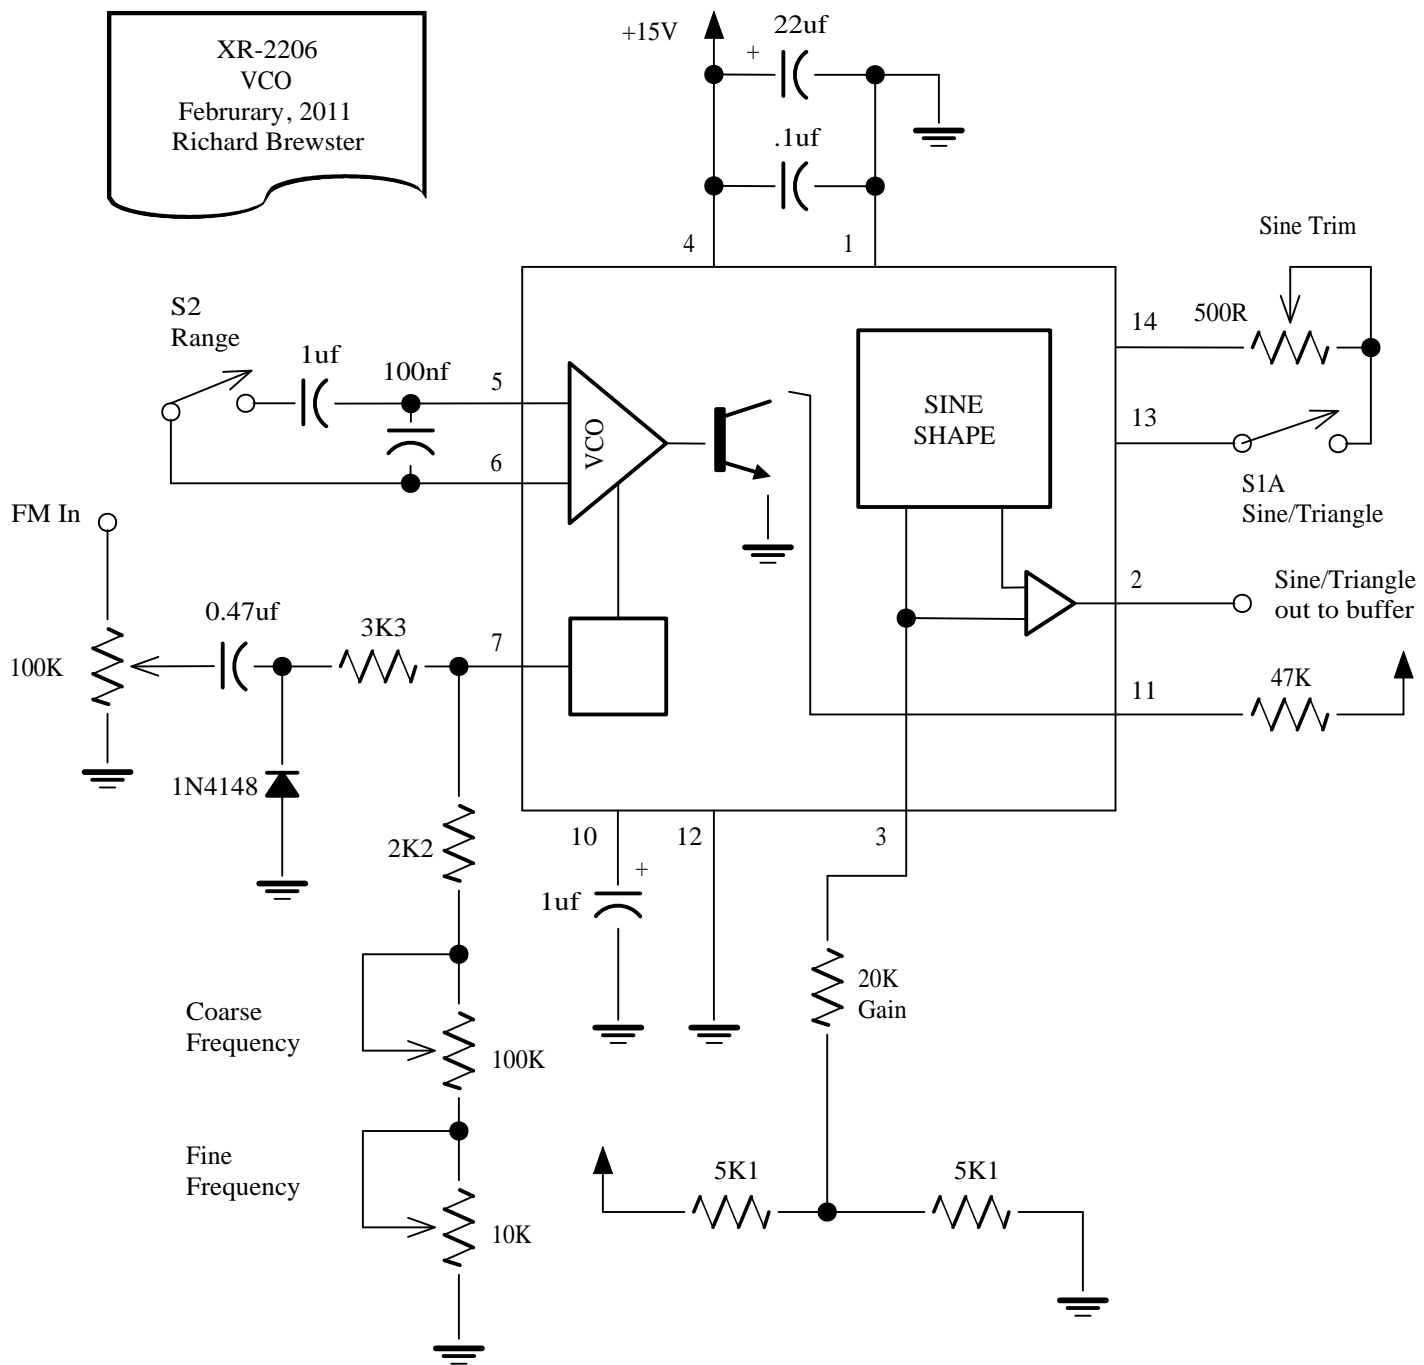 XR-2206
VCO
Februrary, 2011
Richard Brewster
+15V
22uf
+
.1uf
4
1
Sine Trim
S2
Range
1uf
100nf
5
6
VCO
SINE
SHAPE
14
500R
13
S1A
Sine/Triangle
FM In
0.47uf
3K3
7
100K
1N4148
2
Sine/Triangle
out to buffer
11
47K
10
12
3
2K2
+
1uf
20K
Gain
Coarse
Frequency
100K
Fine
Frequency
10K
5K1
5K1